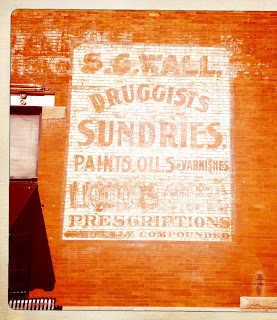 S.G.WALL.
DRUGGISTS
SUNDRIES.
PAINTS, OILS & VARNISHES
PRESCRIPTIONS
COMPOUNDED